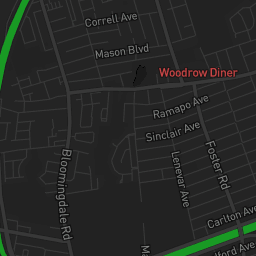 Correll Ave
Mason Blvd
Woodrow Diner
Ramapo Ave
Sinclair Ave
Bloomingdale Rd
Lenevar Ave
Foster Rd
Carlton Ave